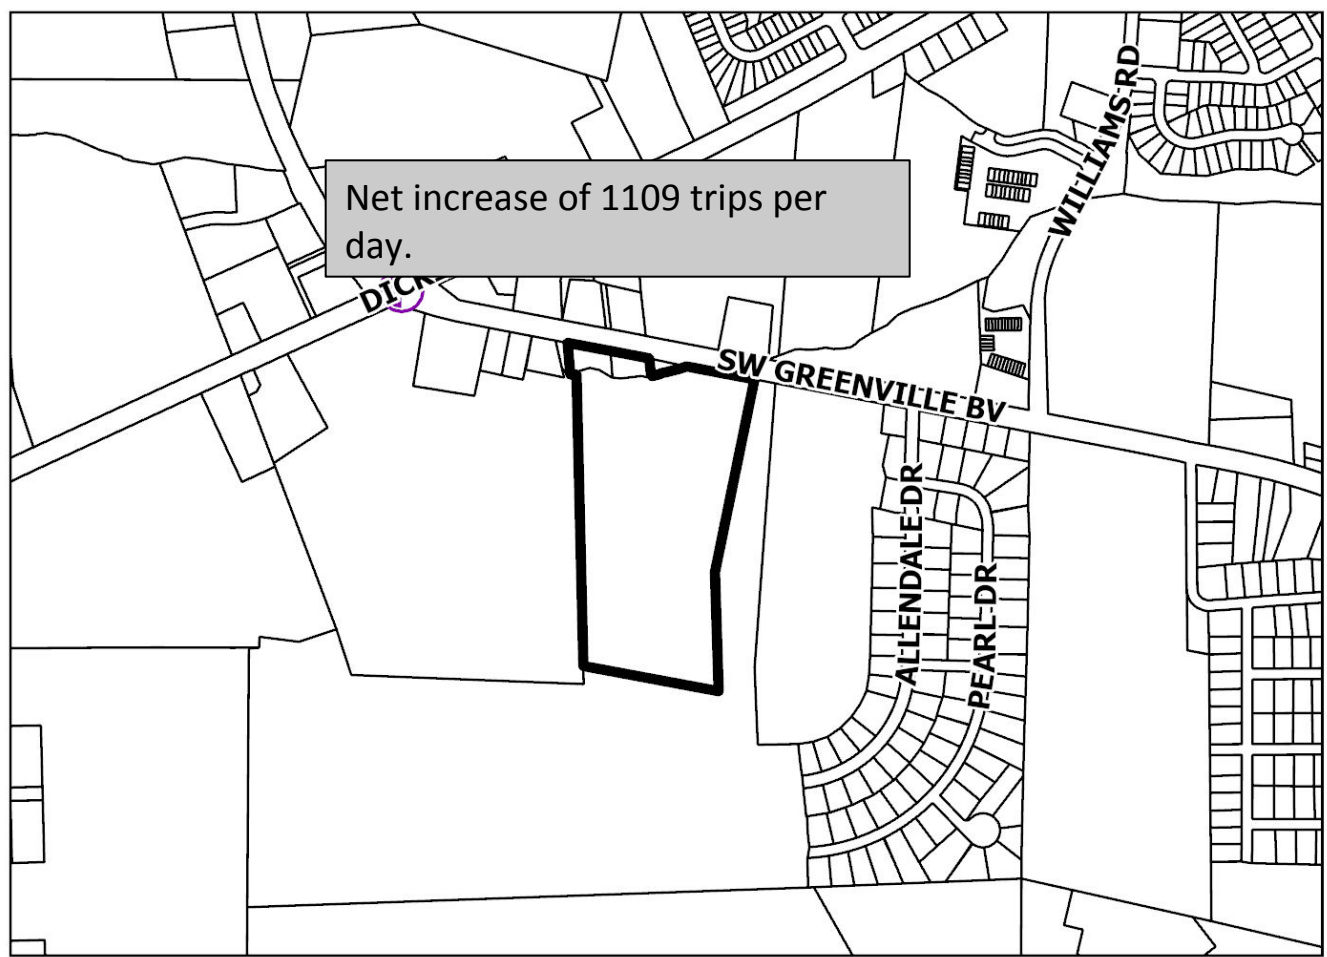 WILLIAMS RD
Net increase of 1109 trips per
day.
SW GREENVILLE BV
ALLENDALE DR
PEARL DR